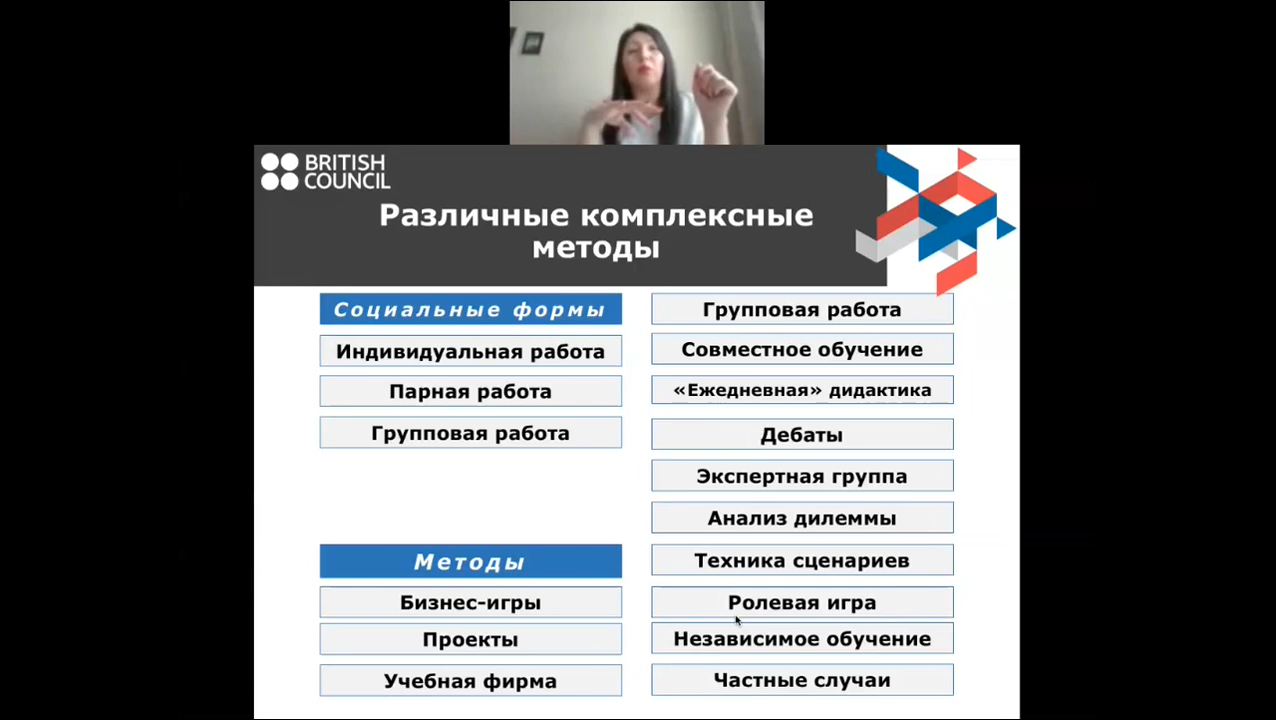 BRITISH
COUNCIL
Различные комплексные
методы
Социальные формы
Индивидуальная работа
Парная работа
Групповая работа
Методы
Бизнес-игры
Проекты
Учебная фирма
Групповая работа
Совместное обучение
«Ежедневная» дидактика
Дебаты
Экспертная группа
Анализ дилеммы
Техника сценариев
Ролевая игра
Независимое обучение
Частные случаи